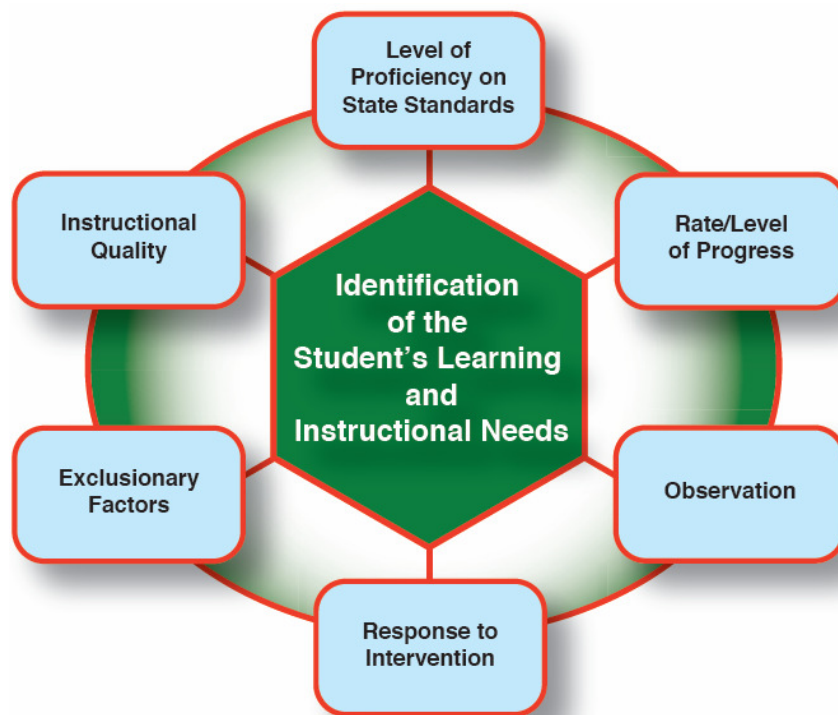 Level of
Proficiency on
State Standards
Instructional
Quality
Rate/Level
of Progress
Identification
of the
Student's Learning
and
Instructional Needs
Exclusionary
Factors
Observation
Response to
Intervention